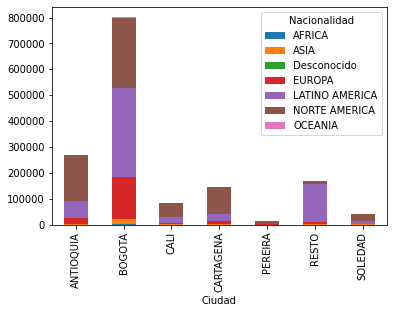 800000
700000
600000
500000
400000
300000
200000
100000
0
Nacionalidad
AFRICA
ASIA
Desconocido
EUROPA
LATINO AMERICA
NORTE AMERICA
OCEANIA
ANTIOQUIA
BOGOTA
CALI
CARTAGENA
PEREIRA
RESTO
SOLEDAD
Ciudad